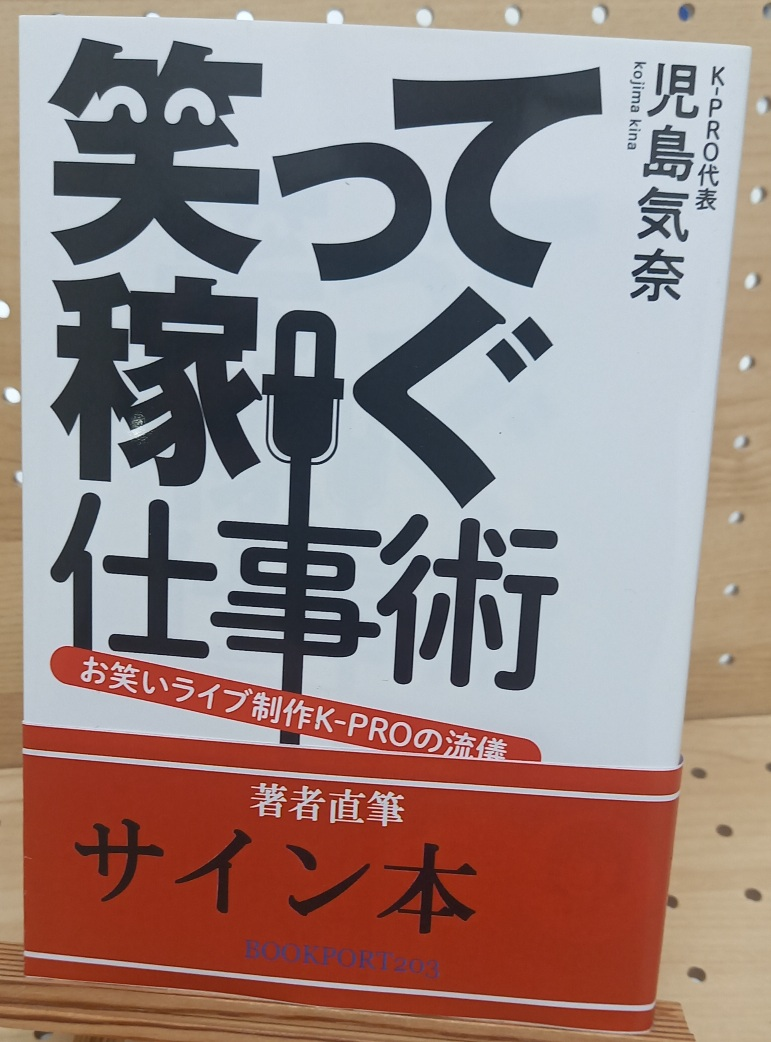 笑って
稼ぐ
仕事術
お笑いライブ制作K-PROの流儀
K-PRO代表
児島気奈
kojima kina
著者直筆
サイン本
BOOKPORT203